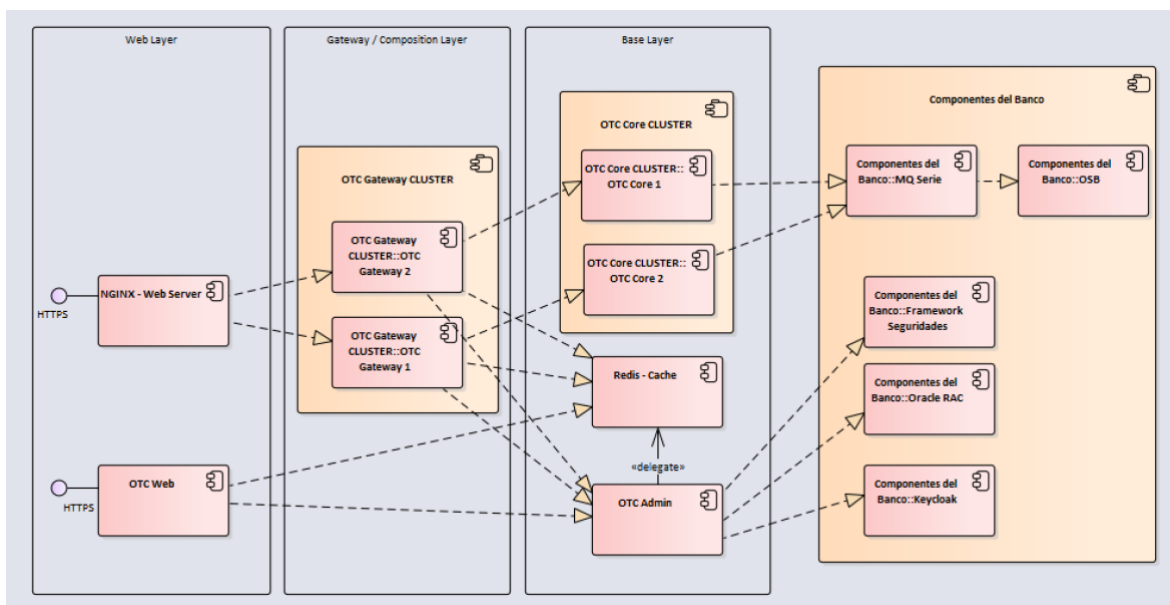 Web Layer
Gateway / Composition Layer
Base Layer
Componentes del Banco
OTC Core CLUSTER
OTC Gateway CLUSTER
OTC Core CLUSTER::
OTC Core 1
Componentes del
Banco::MQ Serie
Componentes del
Banco::OSB
OTC Gateway
CLUSTER::OTC
Gateway 2
OTC Core CLUSTER::
OTC Core 2
NGINX - Web Server
HTTPS
Componentes del
Banco::Framework
Seguridades
OTC Gateway
CLUSTER::OTC
Gateway 1
Redis - Cache
Componentes del
Banco::Oracle RAC
«delegate»
OTC Web
HTTPS
OTC Admin
Componentes del
Banco::Keycloak